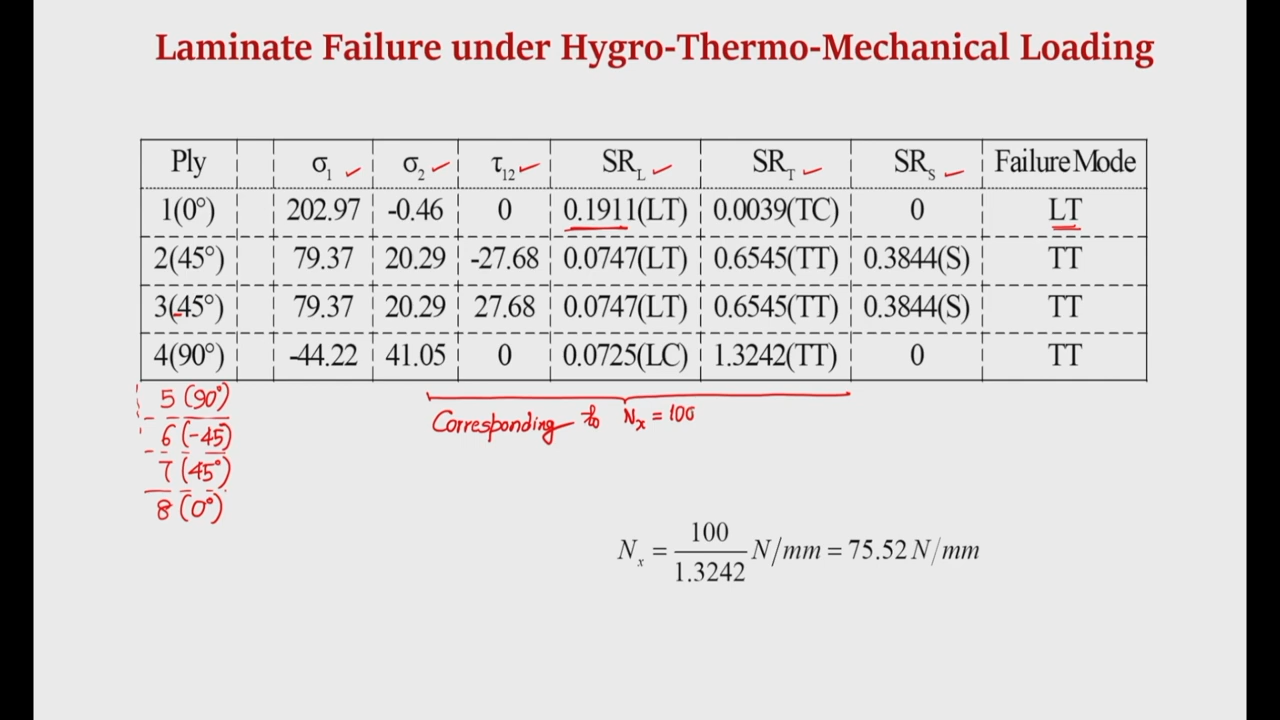 Laminate Failure under Hygro-Thermo-Mechanical Loading
Ply σ1 σ2 τ12 SRL SRT SRS Failure Mode
1(0°) 202.97 -0.46 0 0.1911(LT) 0.0039(TC) 0 LT
2(45°) 79.37 20.29 -27.68 0.0747(LT) 0.6545(TT) 0.3844(S) TT
3(-45°) 79.37 20.29 27.68 0.0747(LT) 0.6545(TT) 0.3844(S) TT
4(90°) -44.22 41.05 0 0.0725(LC) 1.3242(TT) 0 TT
5 (90°)
6 (-45)
7 (45°)
8 (0°)
Corresponding to Nx = 100
Nx = 100/1.3242 N/mm = 75.52 N/mm